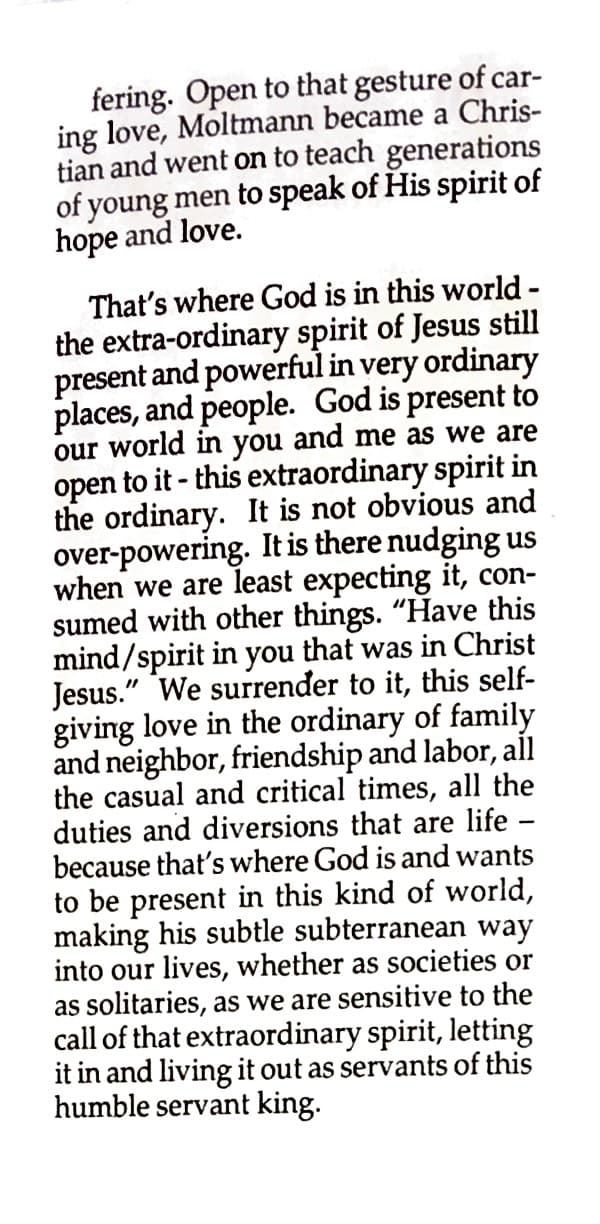 fering. Open to that gesture of car-
ing love, Moltmann became a Chris-
tian and went on to teach generations
of young men to speak of His spirit of
hope and love.
That's where God is in this world -
the extra-ordinary spirit of Jesus still
present and powerful in very ordinary
places, and people. God is present to
our world in you and me as we are
open to it - this extraordinary spirit in
the ordinary. It is not obvious and
over-powering. It is there nudging us
when we are least expecting it, con-
sumed with other things. "Have this
mind/spirit in you that was in Christ
Jesus." We surrender to it, this self-
giving love in the ordinary of family
and neighbor, friendship and labor, all
the casual and critical times, all the
duties and diversions that are life –
because that's where God is and wants
to be present in this kind of world,
making his subtle subterranean way
into our lives, whether as societies or
as solitaries, as we are sensitive to the
call of that extraordinary spirit, letting
it in and living it out as servants of this
humble servant king.